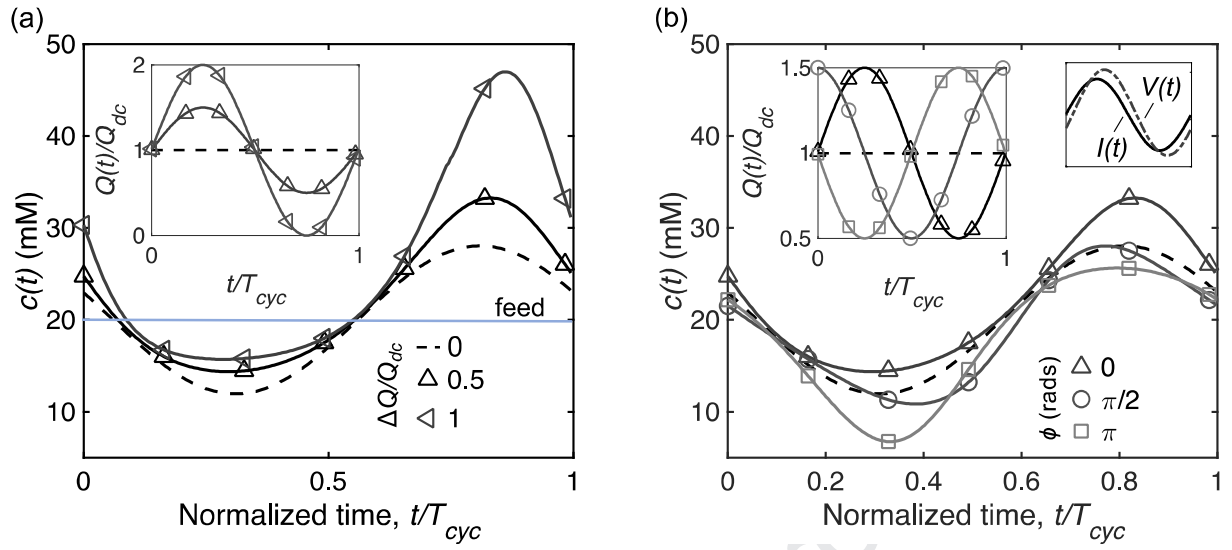 (a)
50
40
30
20
10
c(t) (mM)
0
0.5
1
Normalized time, t/T_cyc
2
1
0
Q(t)/Q_dc
0
1
t/T_cyc
feed
ΔQ/Q_dc
0
0.5
1
(b)
50
40
30
20
10
c(t) (mM)
0
0.2
0.4
0.6
0.8
1
Normalized time, t/T_cyc
1.5
1
0.5
Q(t)/Q_dc
0
1
t/T_cyc
V(t)
I(t)
ϕ (rads)
0
π/2
π